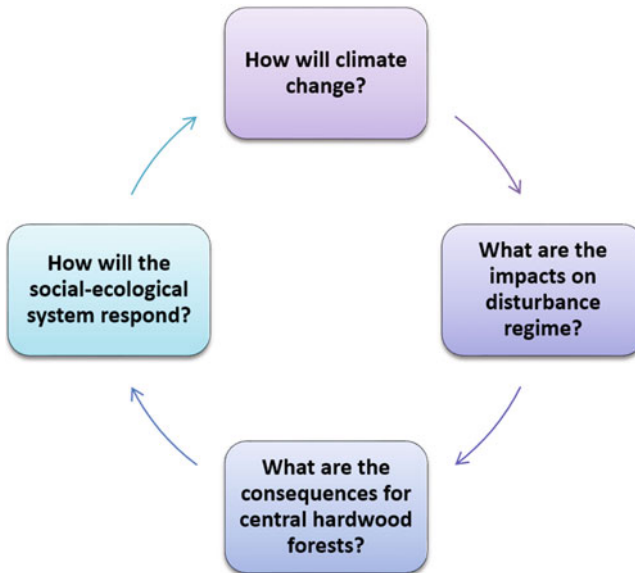 How will climate
change?
What are the
impacts on
disturbance
regime?
What are the
consequences for
central hardwood
forests?
How will the
social-ecological
system respond?